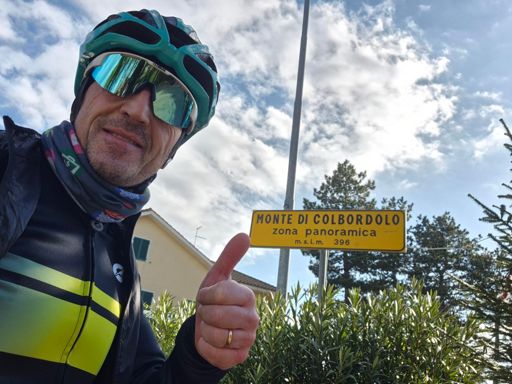 MONTE DI COLBORDOLO
zona panoramica
m.s.l.m. 396